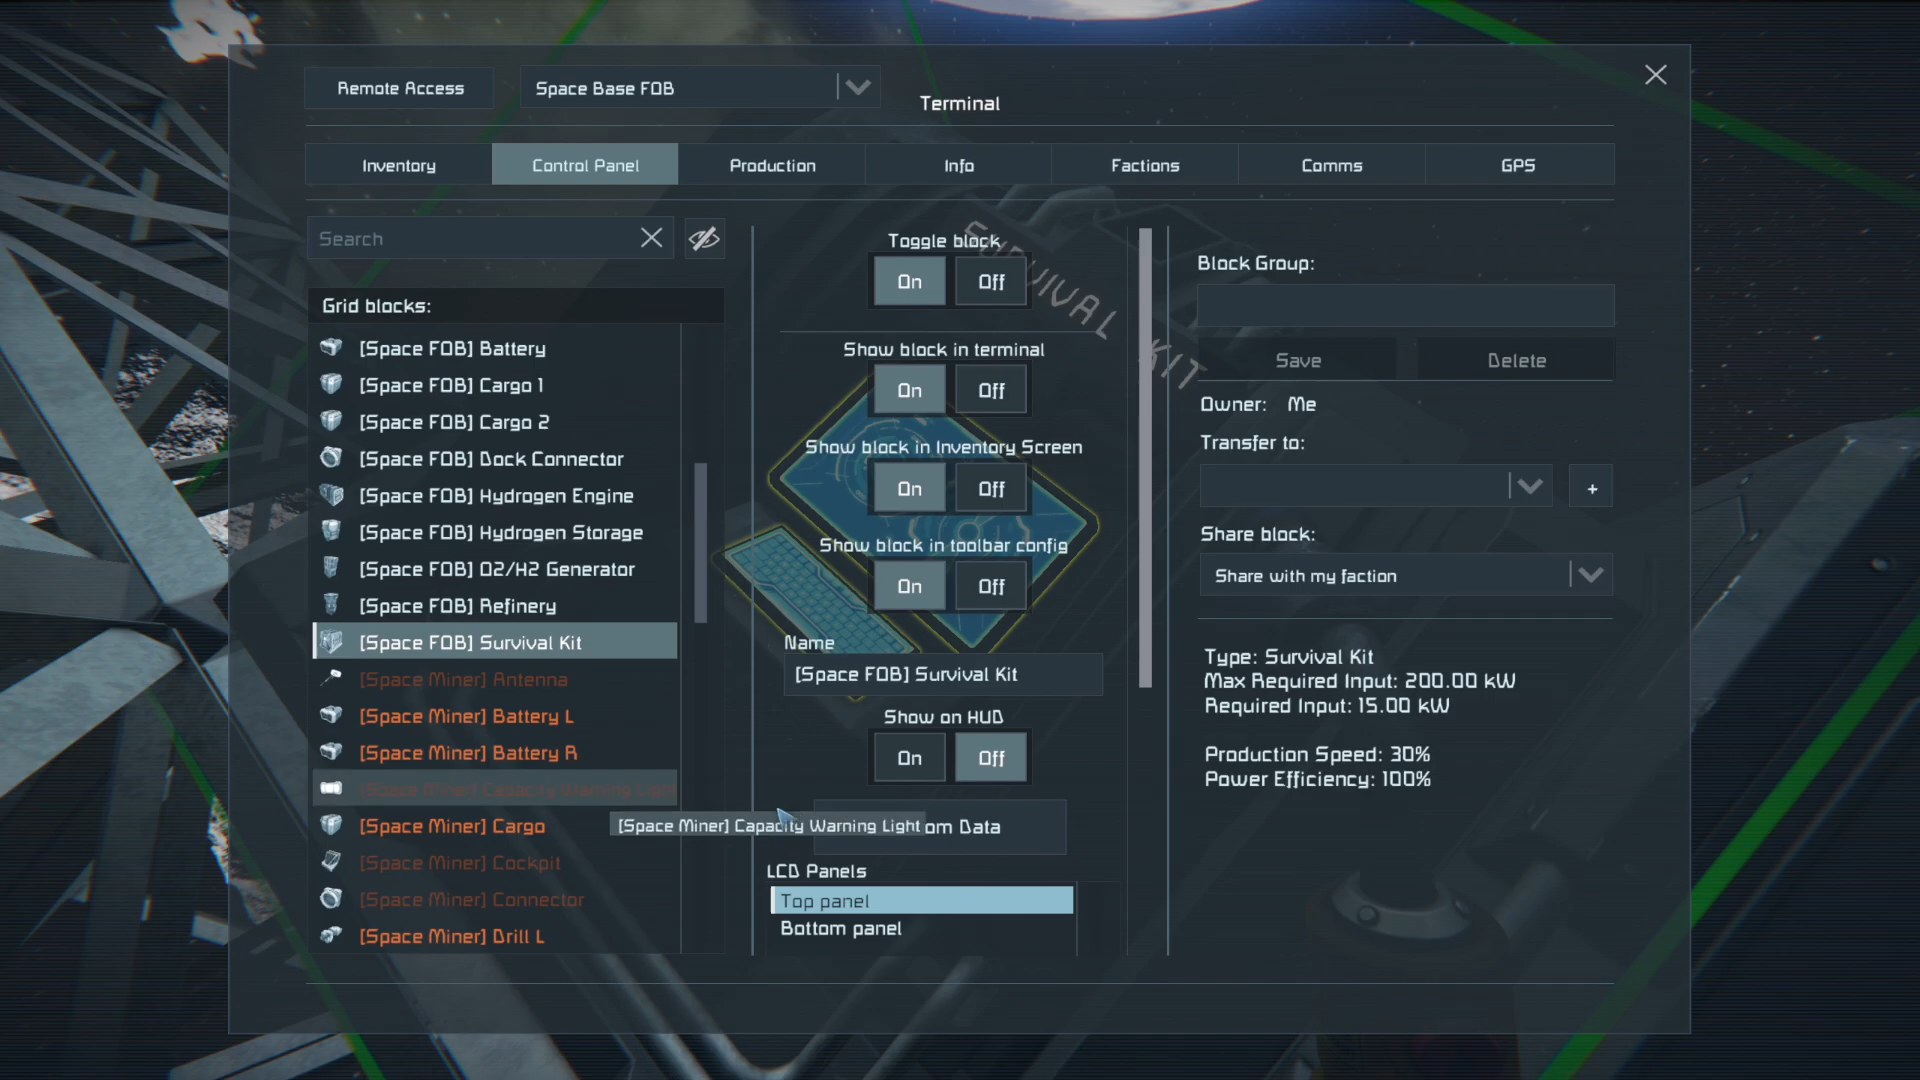 Remote Access
Space Base FOB
Terminal
Inventory
Control Panel
Production
Info
Factions
Comms
GPS
Search
Grid blocks:
[Space FOB] Battery
[Space FOB] Cargo 1
[Space FOB] Cargo 2
[Space FOB] Dock Connector
[Space FOB] Hydrogen Engine
[Space FOB] Hydrogen Storage
[Space FOB] O2/H2 Generator
[Space FOB] Refinery
[Space FOB] Survival Kit
[Space Miner] Antenna
[Space Miner] Battery L
[Space Miner] Battery R
[Space Miner] Capacity Warning Light
[Space Miner] Cargo
[Space Miner] Cockpit
[Space Miner] Connector
[Space Miner] Drill L
[Space Miner] Capacity Warning Light
SURVIVAL KIT
Toggle block
On
Off
Show block in terminal
On
Off
Show block in Inventory Screen
On
Off
Show block in toolbar config
On
Off
Name
[Space FOB] Survival Kit
Show on HUD
On
Off
om Data
LCD Panels
Top panel
Bottom panel
Block Group:
Save
Delete
Owner: Me
Transfer to:
+
Share block:
Share with my faction
Type: Survival Kit
Max Required Input: 200.00 kW
Required Input: 15.00 kW
Production Speed: 30%
Power Efficiency: 100%